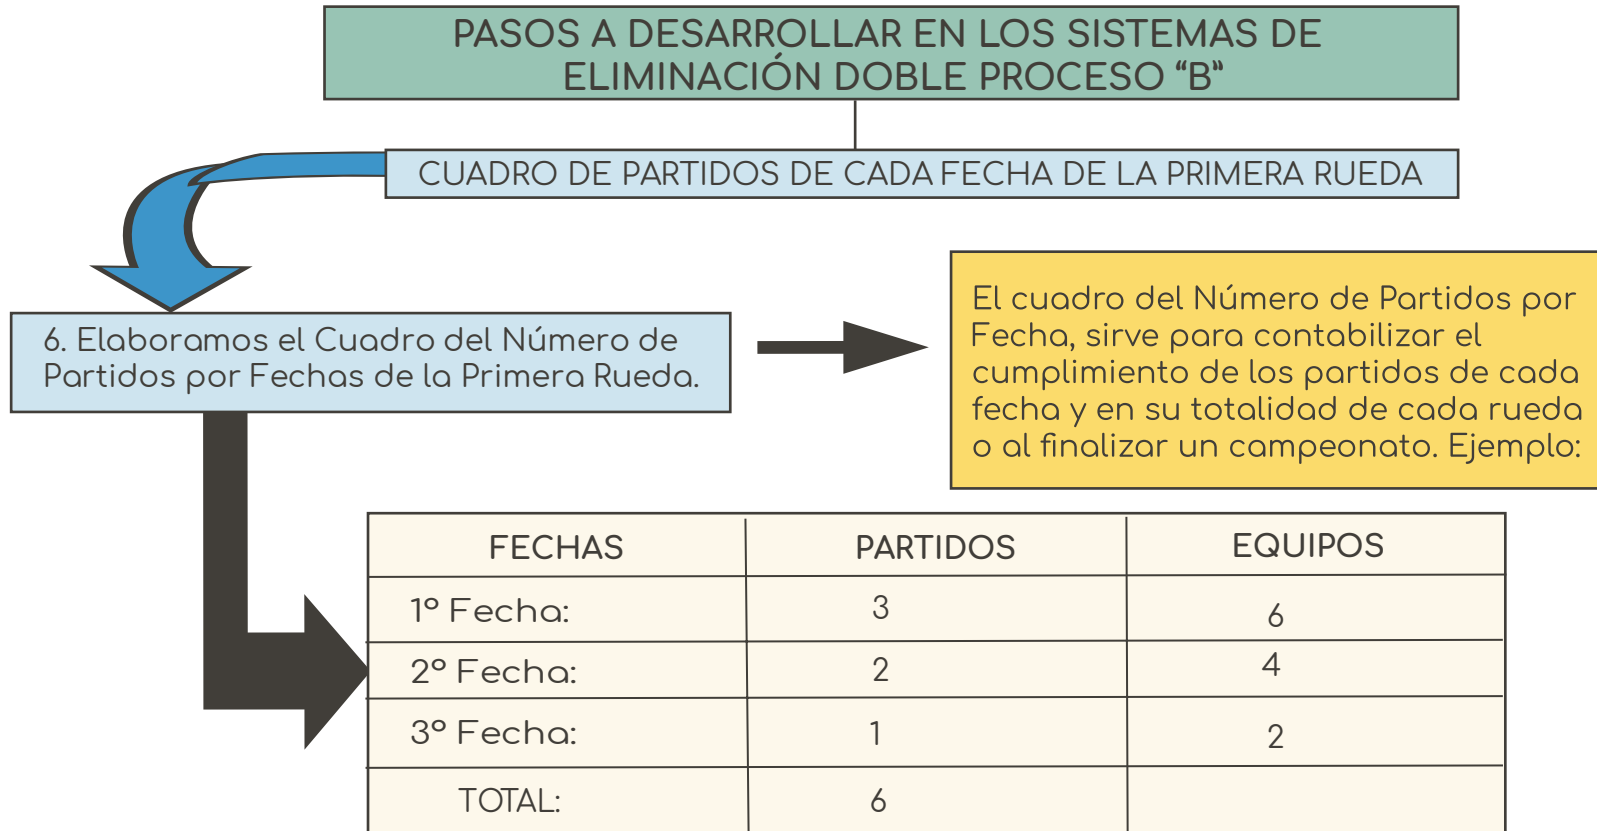 PASOS A DESARROLLAR EN LOS SISTEMAS DE
ELIMINACIÓN DOBLE PROCESO “B”
CUADRO DE PARTIDOS DE CADA FECHA DE LA PRIMERA RUEDA
6. Elaboramos el Cuadro del Número de
Partidos por Fechas de la Primera Rueda.
El cuadro del Número de Partidos por
Fecha, sirve para contabilizar el
cumplimiento de los partidos de cada
fecha y en su totalidad de cada rueda
o al finalizar un campeonato. Ejemplo:
FECHAS PARTIDOS EQUIPOS
1º Fecha: 3 6
2º Fecha: 2 4
3º Fecha: 1 2
TOTAL: 6